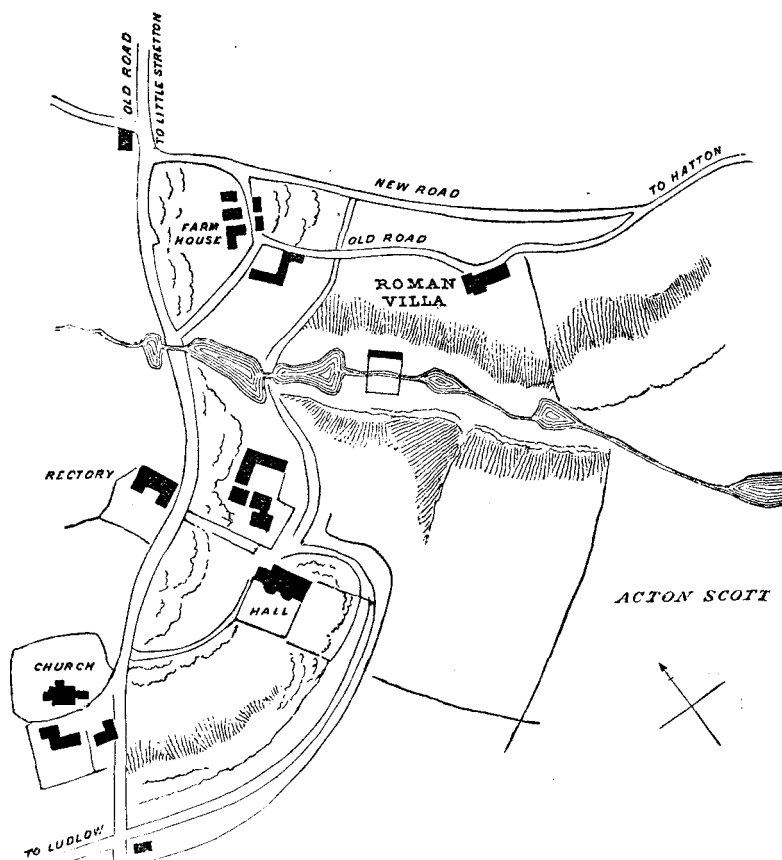 OLD ROAD
TO LITTLE STRETTON
NEW ROAD
TO HATTON
FARM
HOUSE
OLD ROAD
ROMAN
VILLA
RECTORY
ACTON SCOTT
HALL
CHURCH
TO LUDLOW